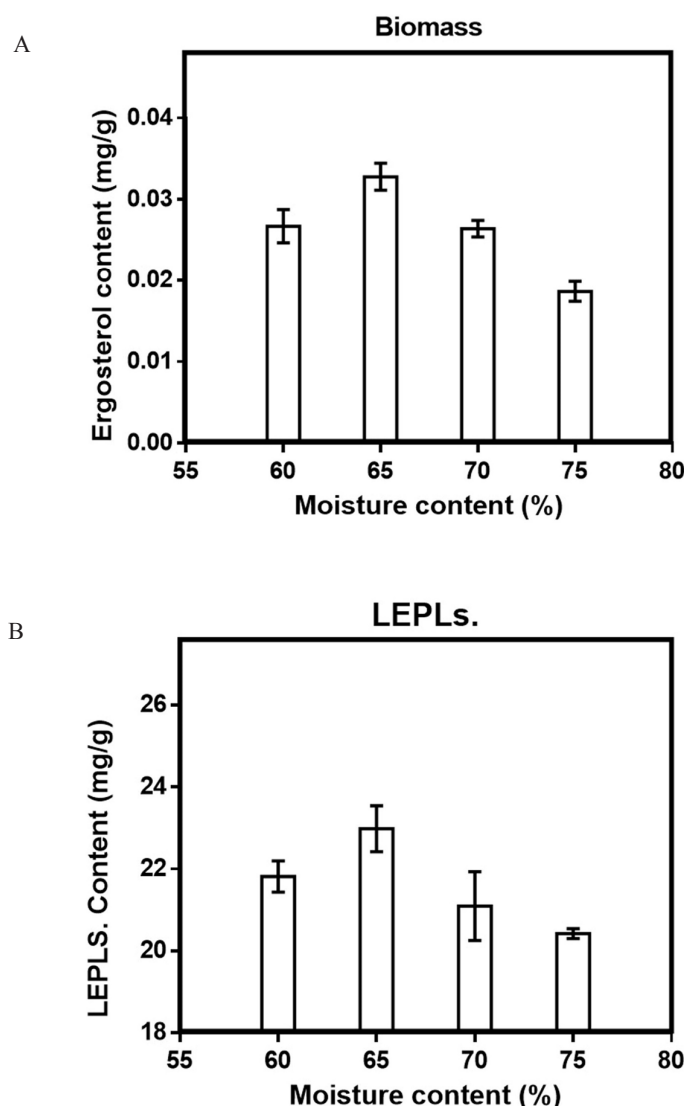 A
Biomass
Ergosterol content (mg/g)
0.04
0.03
0.02
0.01
0.00
55 60 65 70 75 80
Moisture content (%)
B
LEPLs.
LEPLS. Content (mg/g)
26
24
22
20
18
55 60 65 70 75 80
Moisture content (%)